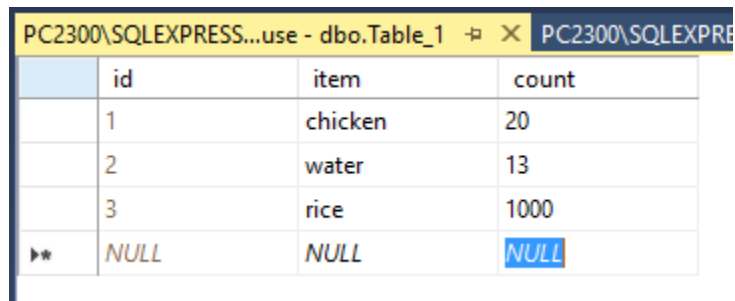 PC2300\SQLEXPRESS...use - dbo.Table_1 PC2300\SQLEXPRE
id item count
1 chicken 20
2 water 13
3 rice 1000
NULL NULL NULL